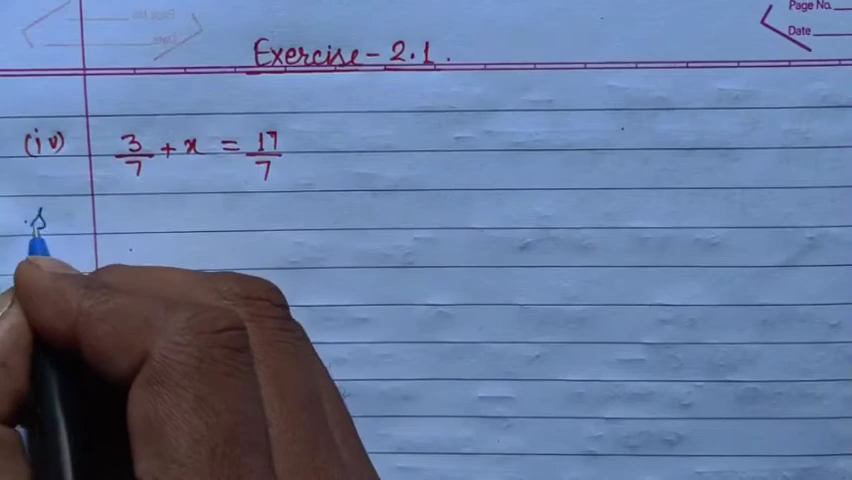 Page No.
Date
Exercise - 2.1.
(iv) 3/7 + x = 17/7